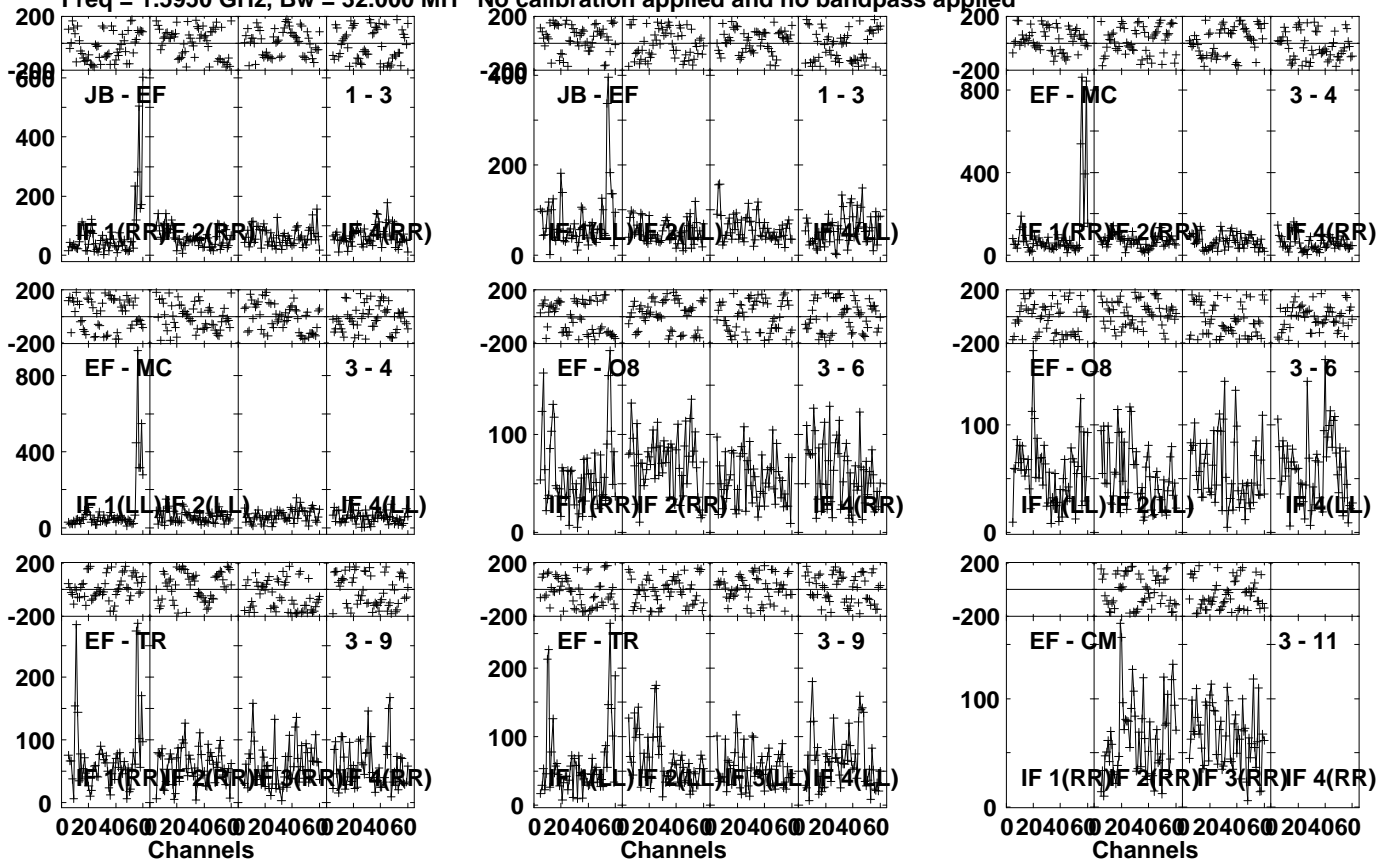 Freq = 1.5950 GHz, Bw = 32.000 MH No calibration applied and no bandpass applied
200 200 200
-200 -200 -200
600 400 800
JB - EF 1 - 3 JB - EF 1 - 3 EF - MC 3 - 4
400 200 400
200
IF 1(RR) IF 2(RR) IF 4(RR) IF 1(LL) IF 2(LL) IF 4(LL) IF 1(RR) IF 2(RR) IF 4(RR)
0 0 0
200 200 200
-200 -200 -200
EF - MC 3 - 4 EF - O8 3 - 6 EF - O8 3 - 6
800 100 100
400
IF 1(LL) IF 2(LL) IF 4(LL) IF 1(RR) IF 2(RR) IF 4(RR) IF 1(LL) IF 2(LL) IF 4(LL)
0 0 0
200 200 200
-200 -200 -200
EF - TR 3 - 9 EF - TR 3 - 9 EF - CM 3 - 11
200 200 100
100 100
IF 1(RR) IF 2(RR) IF 3(RR) IF 4(RR) IF 1(LL) IF 2(LL) IF 3(LL) IF 4(LL) IF 1(RR) IF 2(RR) IF 3(RR) IF 4(RR)
0 0 0
0 20 40 60 0 20 40 60 0 20 40 60 0 20 40 60 0 20 40 60 0 20 40 60 0 20 40 60 0 20 40 60 0 20 40 60 0 20 40 60 0 20 40 60 0 20 40 60
Channels Channels Channels